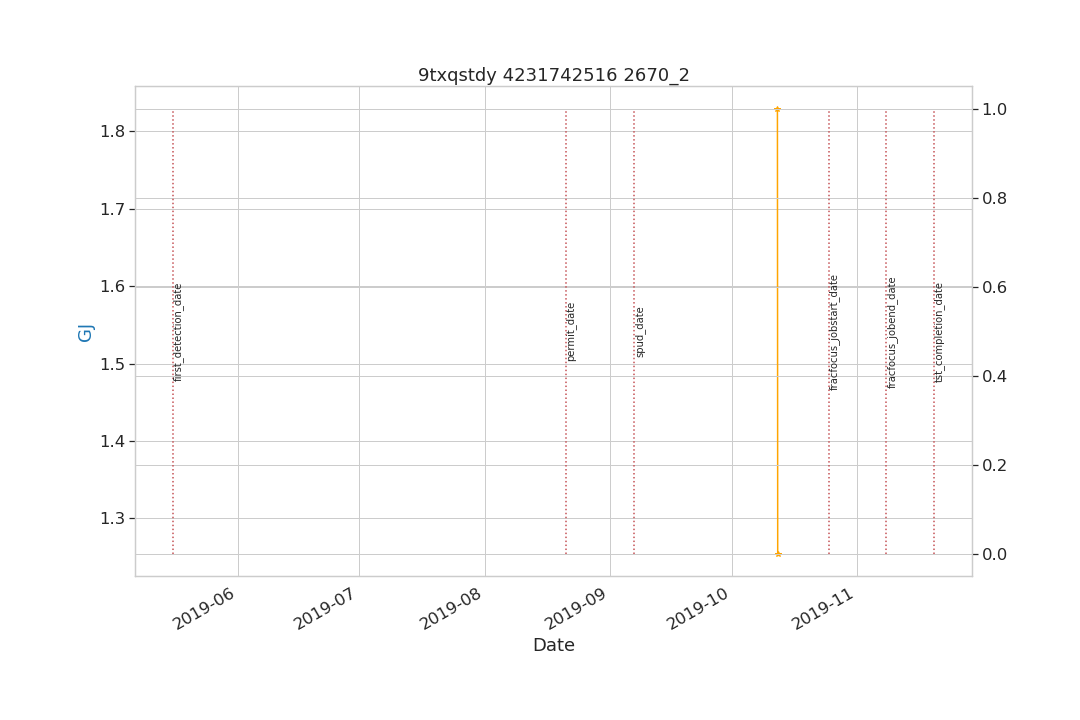 9txqstdy 4231742516 2670_2
1.8
1.7
1.6
1.5
1.4
1.3
GJ
1.0
0.8
0.6
0.4
0.2
0.0
first_detection_date
permit_date
spud_date
fracfocus_jobstart_date
fracfocus_jobend_date
tst_completion_date
2019-06
2019-07
2019-08
2019-09
2019-10
2019-11
Date